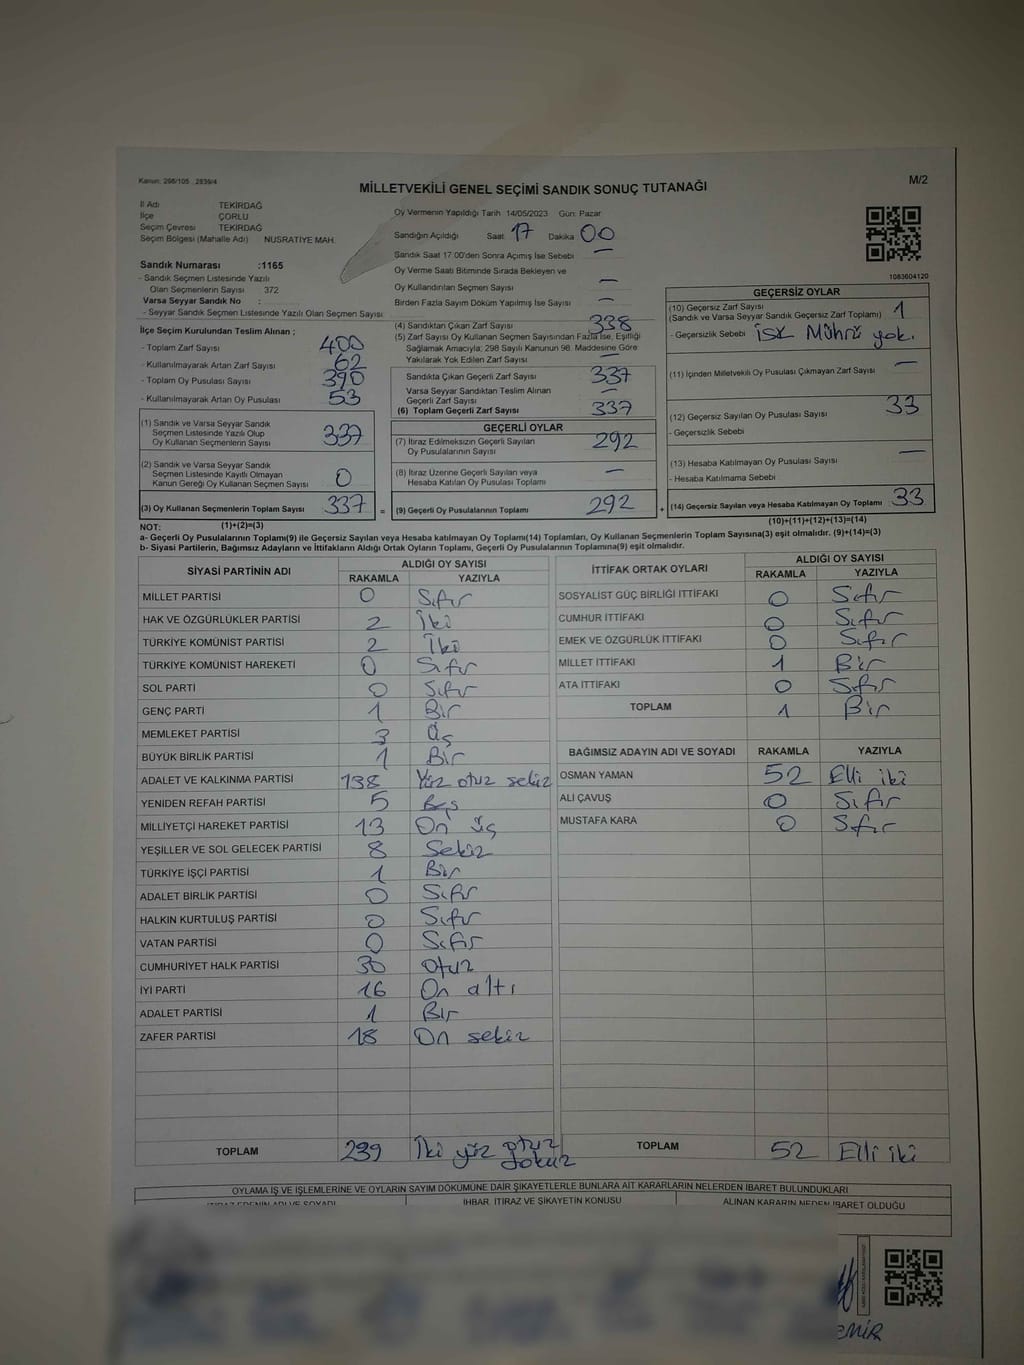 Kanun: 298/105 2839/4
MİLLETVEKİLİ GENEL SEÇİMİ SANDIK SONUÇ TUTANAĞI
M/2
İl Adı TEKİRDAĞ
İlçe ÇORLU
Seçim Çevresi TEKİRDAĞ
Seçim Bölgesi (Mahalle Adı) NUSRATİYE MAH.
Sandık Numarası :1165
- Sandık Seçmen Listesinde Yazılı
Olan Seçmenlerin Sayısı 372
Varsa Seyyar Sandık No :
- Seyyar Sandık Seçmen Listesinde Yazılı Olan Seçmen Sayısı:
Oy Vermenin Yapıldığı Tarih 14/05/2023 Gün: Pazar
Sandığın Açıldığı Saat 17 Dakika 00
Sandık Saat 17:00'den Sonra Açımış İse Sebebi —
Oy Verme Saati Bitiminde Sırada Bekleyen ve
Oy Kullandırılan Seçmen Sayısı —
Birden Fazla Sayım Döküm Yapılmış İse Sayısı —
1083604120
İlçe Seçim Kurulundan Teslim Alınan ;
- Toplam Zarf Sayısı 400
- Kullanılmayarak Artan Zarf Sayısı 62
- Toplam Oy Pusulası Sayısı 390
- Kullanılmayarak Artan Oy Pusulası 53
(4) Sandıktan Çıkan Zarf Sayısı 338
(5) Zarf Sayısı Oy Kullanan Seçmen Sayısından Fazla İse, Eşitliği
Sağlamak Amacıyla; 298 Sayılı Kanunun 98. Maddesine Göre
Yakılarak Yok Edilen Zarf Sayısı —
Sandıkta Çıkan Geçerli Zarf Sayısı 337
Varsa Seyyar Sandıktan Teslim Alınan
Geçerli Zarf Sayısı —
(6) Toplam Geçerli Zarf Sayısı 337
GEÇERSİZ OYLAR
(10) Geçersiz Zarf Sayısı 1
(Sandık ve Varsa Seyyar Sandık Geçersiz Zarf Toplamı)
- Geçersizlik Sebebi İSK Mührü yok.
(11) İçinden Milletvekili Oy Pusulası Çıkmayan Zarf Sayısı —
(12) Geçersiz Sayılan Oy Pusulası Sayısı 33
- Geçersizlik Sebebi
(13) Hesaba Katılmayan Oy Pusulası Sayısı —
- Hesaba Katılmama Sebebi
(14) Geçersiz Sayılan veya Hesaba Katılmayan Oy Toplamı 33
(10)+(11)+(12)+(13)=(14)
(1) Sandık ve Varsa Seyyar Sandık
Seçmen Listesinde Yazılı Olup
Oy Kullanan Seçmenlerin Sayısı 337
(2) Sandık ve Varsa Seyyar Sandık
Seçmen Listesinde Kayıtlı Olmayan
Kanun Gereği Oy Kullanan Seçmen Sayısı 0
(3) Oy Kullanan Seçmenlerin Toplam Sayısı 337
=
GEÇERLİ OYLAR
(7) İtiraz Edilmeksizin Geçerli Sayılan
Oy Pusulalarının Sayısı 292
(8) İtiraz Üzerine Geçerli Sayılan veya
Hesaba Katılan Oy Pusulası Toplamı —
(9) Geçerli Oy Pusulalarının Toplamı 292
+
NOT: (1)+(2)=(3)
a- Geçerli Oy Pusulalarının Toplamı(9) ile Geçersiz Sayılan veya Hesaba katılmayan Oy Toplamı(14) Toplamları, Oy Kullanan Seçmenlerin Toplam Sayısına(3) eşit olmalıdır. (9)+(14)=(3)
b- Siyasi Partilerin, Bağımsız Adayların ve İttifakların Aldığı Ortak Oyların Toplamı, Geçerli Oy Pusulalarının Toplamına(9) eşit olmalıdır.
SİYASİ PARTİNİN ADI ALDIĞI OY SAYISI
RAKAMLA YAZIYLA
MİLLET PARTİSİ 0 Sıfır
HAK VE ÖZGÜRLÜKLER PARTİSİ 2 İki
TÜRKİYE KOMÜNİST PARTİSİ 2 İki
TÜRKİYE KOMÜNİST HAREKETİ 0 Sıfır
SOL PARTİ 0 Sıfır
GENÇ PARTİ 1 Bir
MEMLEKET PARTİSİ 3 Üç
BÜYÜK BİRLİK PARTİSİ 1 Bir
ADALET VE KALKINMA PARTİSİ 138 Yüz otuz sekiz
YENİDEN REFAH PARTİSİ 5 Beş
MİLLİYETÇİ HAREKET PARTİSİ 13 On üç
YEŞİLLER VE SOL GELECEK PARTİSİ 8 Sekiz
TÜRKİYE İŞÇİ PARTİSİ 1 Bir
ADALET BİRLİK PARTİSİ 0 Sıfır
HALKIN KURTULUŞ PARTİSİ 0 Sıfır
VATAN PARTİSİ 0 Sıfır
CUMHURİYET HALK PARTİSİ 30 Otuz
İYİ PARTİ 16 On altı
ADALET PARTİSİ 1 Bir
ZAFER PARTİSİ 18 On sekiz
TOPLAM 239 İki yüz otuz
dokuz
İTTİFAK ORTAK OYLARI ALDIĞI OY SAYISI
RAKAMLA YAZIYLA
SOSYALİST GÜÇ BİRLİĞİ İTTİFAKI 0 Sıfır
CUMHUR İTTİFAKI 0 Sıfır
EMEK VE ÖZGÜRLÜK İTTİFAKI 0 Sıfır
MİLLET İTTİFAKI 1 Bir
ATA İTTİFAKI 0 Sıfır
TOPLAM 1 Bir
BAĞIMSIZ ADAYIN ADI VE SOYADI RAKAMLA YAZIYLA
OSMAN YAMAN 52 Elli iki
ALİ ÇAVUŞ 0 Sıfır
MUSTAFA KARA 0 Sıfır
TOPLAM 52 Elli iki
OYLAMA İŞ VE İŞLEMLERİNE VE OYLARIN SAYIM DÖKÜMÜNE DAİR ŞİKAYETLERLE BUNLARA AİT KARARLARIN NELERDEN İBARET BULUNDUKLARI
İTİRAZ EDENİN ADI VE SOYADI İHBAR, İTİRAZ VE ŞİKAYETİN KONUSU ALINAN KARARIN NEDEN İBARET OLDUĞU